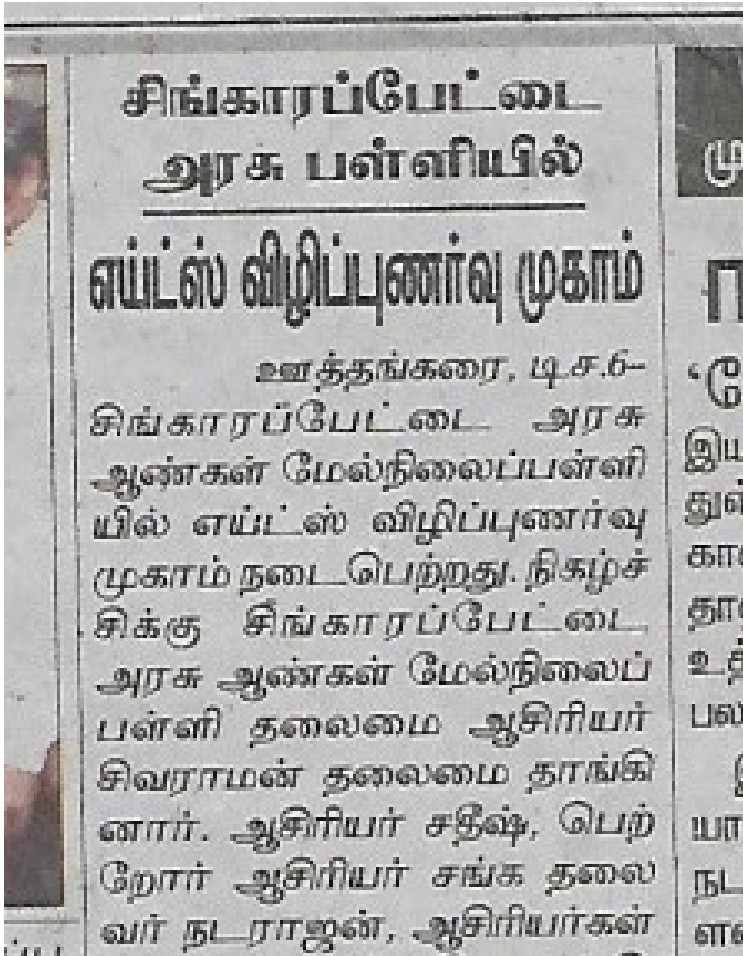 சிங்காரப்பேட்டை
அரசு பள்ளியில்
எய்ட்ஸ் விழிப்புணர்வு முகாம்
ஊத்தங்கரை, டிச.6-
சிங்காரப்பேட்டை அரசு
ஆண்கள் மேல்நிலைப்பள்ளி
யில் எய்ட்ஸ் விழிப்புணர்வு
முகாம் நடைபெற்றது. நிகழ்ச்
சிக்கு சிங்காரப்பேட்டை
அரசு ஆண்கள் மேல்நிலைப்
பள்ளி தலைமை ஆசிரியர்
சிவராமன் தலைமை தாங்கி
னார். ஆசிரியர் சதீஷ், பெற்
றோர் ஆசிரியர் சங்க தலை
வர் நடராஜன், ஆசிரியர்கள்